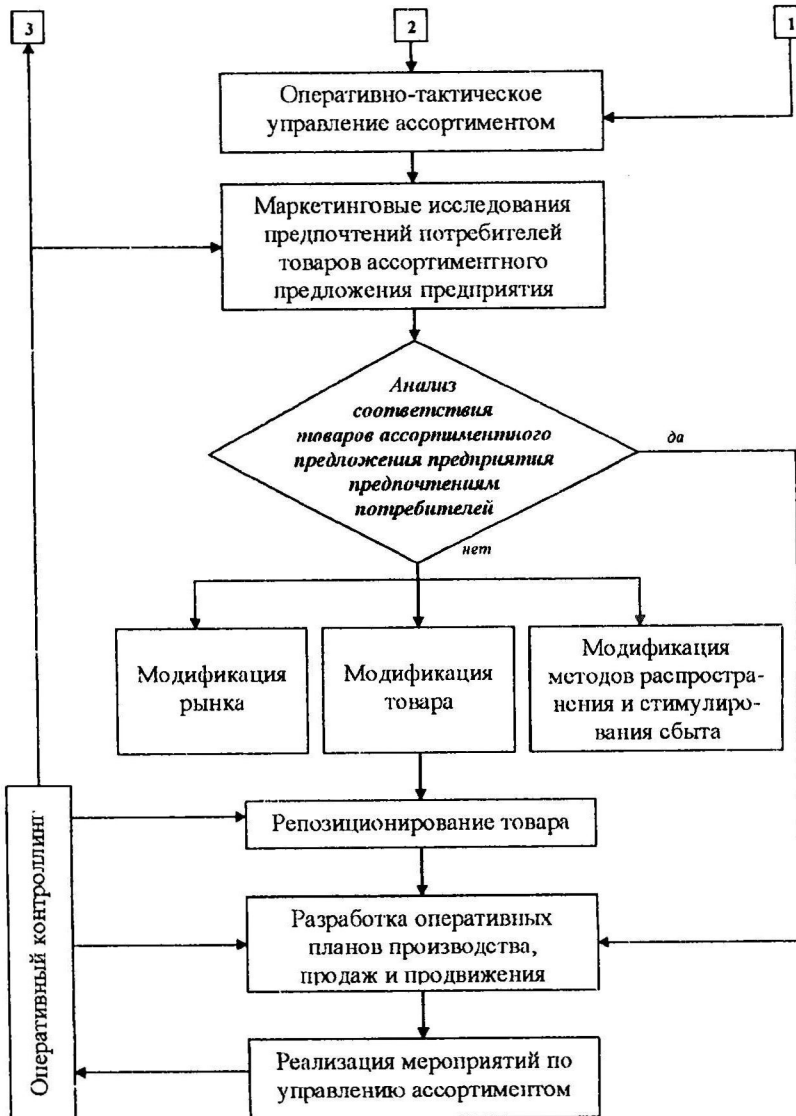 3
2
1
Оперативно-тактическое
управление ассортиментом
Маркетинговые исследования
предпочтений потребителей
товаров ассортиментного
предложения предприятия
Анализ
соответствия
товаров ассортиментного
предложения предприятия
предпочтениям
потребителей
да
нет
Модификация
рынка
Модификация
товара
Модификация
методов распростра-
нения и стимулиро-
вания сбыта
Оперативный контроллинг
Репозиционирование товара
Разработка оперативных
планов производства,
продаж и продвижения
Реализация мероприятий по
управлению ассортиментом